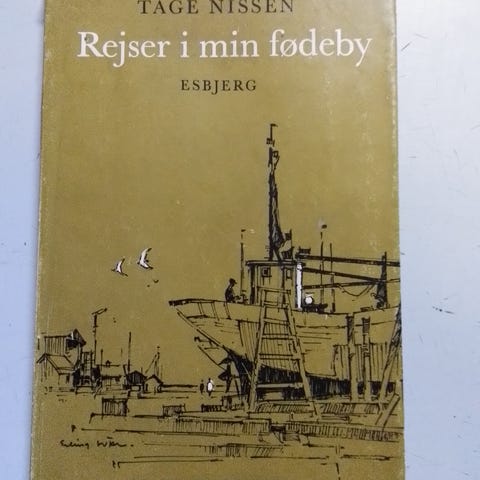 TAGE NISSEN
Rejser i min fødeby
ESBJERG